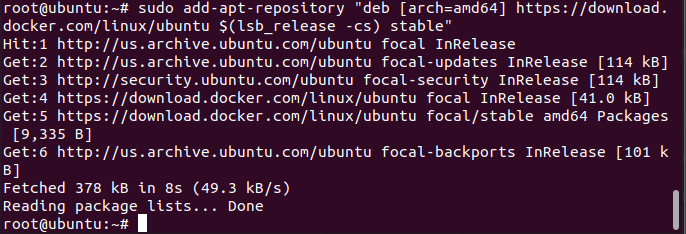 root@ubuntu:~# sudo add-apt-repository "deb [arch=amd64] https://download.
docker.com/linux/ubuntu $(lsb_release -cs) stable"
Hit:1 http://us.archive.ubuntu.com/ubuntu focal InRelease
Get:2 http://us.archive.ubuntu.com/ubuntu focal-updates InRelease [114 kB]
Get:3 http://security.ubuntu.com/ubuntu focal-security InRelease [114 kB]
Get:4 https://download.docker.com/linux/ubuntu focal InRelease [41.0 kB]
Get:5 https://download.docker.com/linux/ubuntu focal/stable amd64 Packages
 [9,335 B]
Get:6 http://us.archive.ubuntu.com/ubuntu focal-backports InRelease [101 k
B]
Fetched 378 kB in 8s (49.3 kB/s)
Reading package lists... Done
root@ubuntu:~#